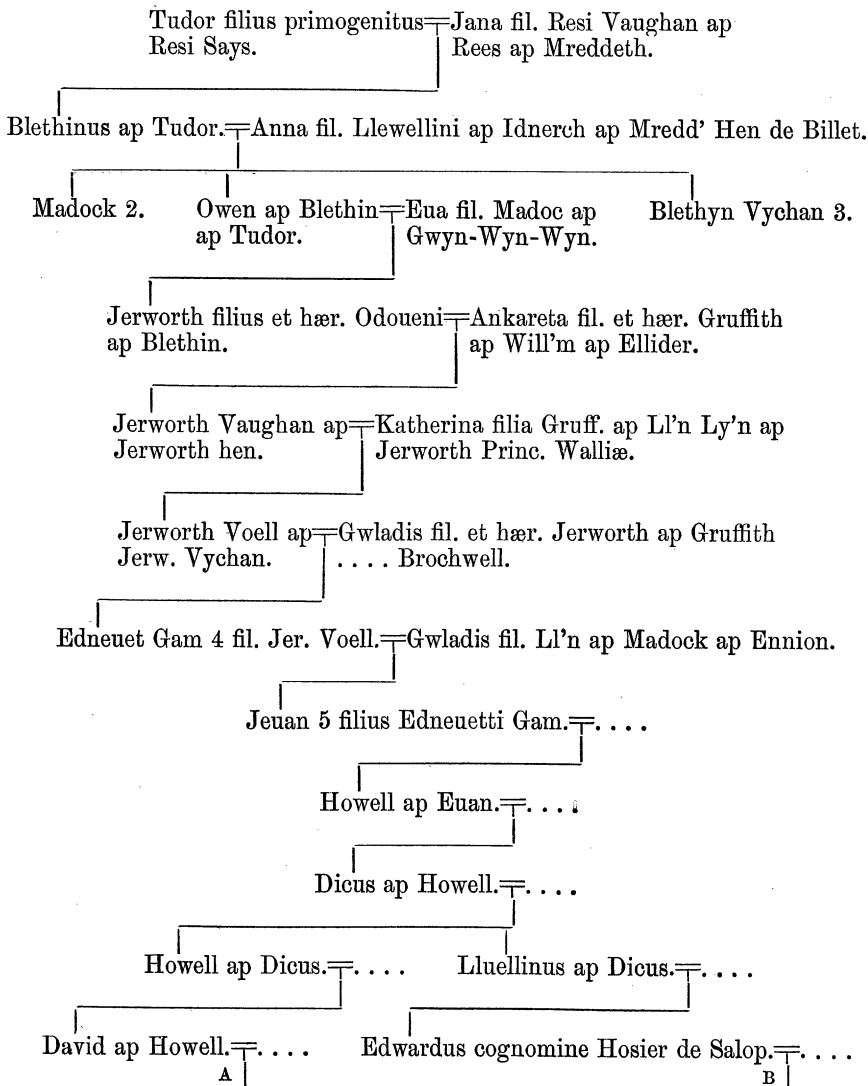 Tudor filius primogenitus=Jana fil. Resi Vaughan ap
Resi Says. Rees ap Mreddeth.
Blethinus ap Tudor.=Anna fil. Llewellini ap Idnerch ap Mredd' Hen de Billet.
Madock 2. Owen ap Blethin=Eua fil. Madoc ap Blethyn Vychan 3.
ap Tudor. Gwyn-Wyn-Wyn.
Jerworth filius et hær. Odoueni=Ankareta fil. et hær. Gruffith
ap Blethin. ap Will'm ap Ellider.
Jerworth Vaughan ap=Katherina filia Gruff. ap Ll'n Ly'n ap
Jerworth hen. Jerworth Princ. Walliæ.
Jerworth Voell ap=Gwladis fil. et hær. Jerworth ap Gruffith
Jerw. Vychan. . . . . Brochwell.
Edneuet Gam 4 fil. Jer. Voell.=Gwladis fil. Ll'n ap Madock ap Ennion.
Jeuan 5 filius Edneuetti Gam.=. . . .
Howell ap Euan.=. . . .
Dicus ap Howell.=. . . .
Howell ap Dicus.=. . . . Lluellinus ap Dicus.=. . . .
David ap Howell.=. . . . Edwardus cognomine Hosier de Salop.=. . . .
A B